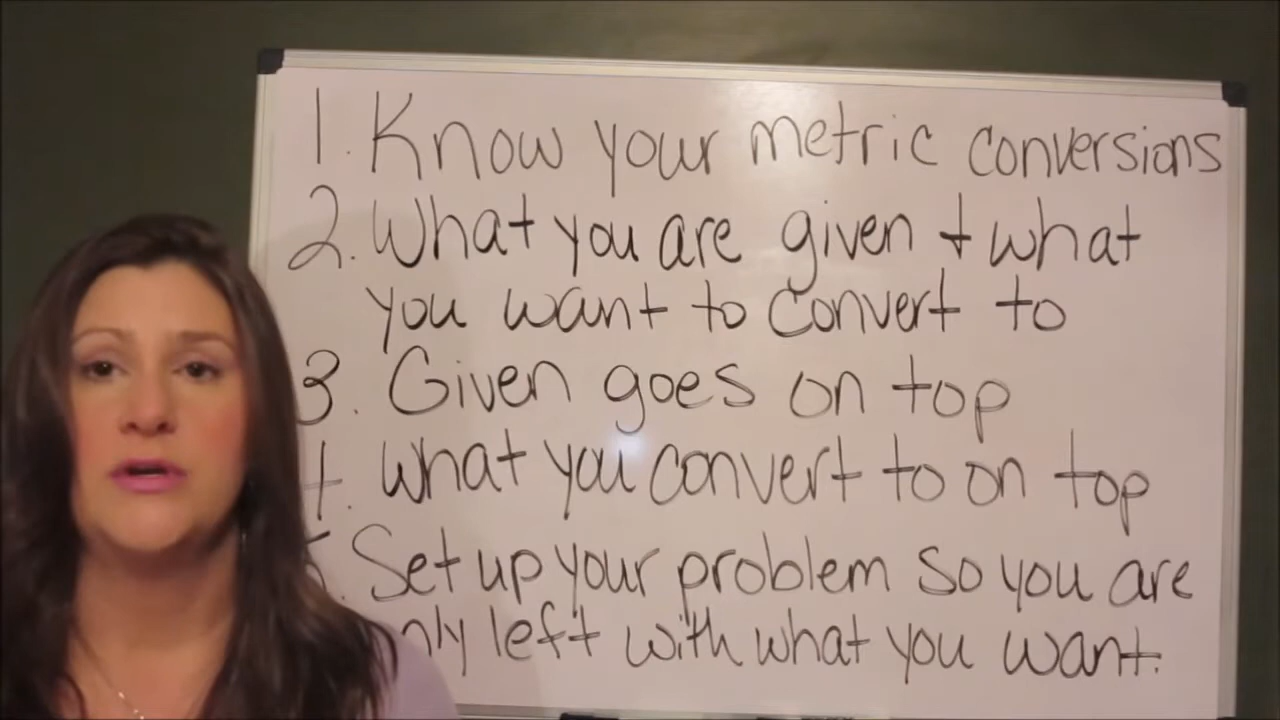 1. Know your metric conversions
2. What you are given + what
you want to convert to
3. Given goes on top
What you convert to on top
Set up your problem so you are
left with what you want.